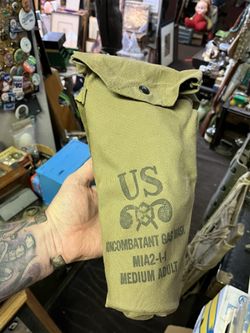 US
NONCOMBATANT GAS MASK
M1A2-1-1
MEDIUM ADULT